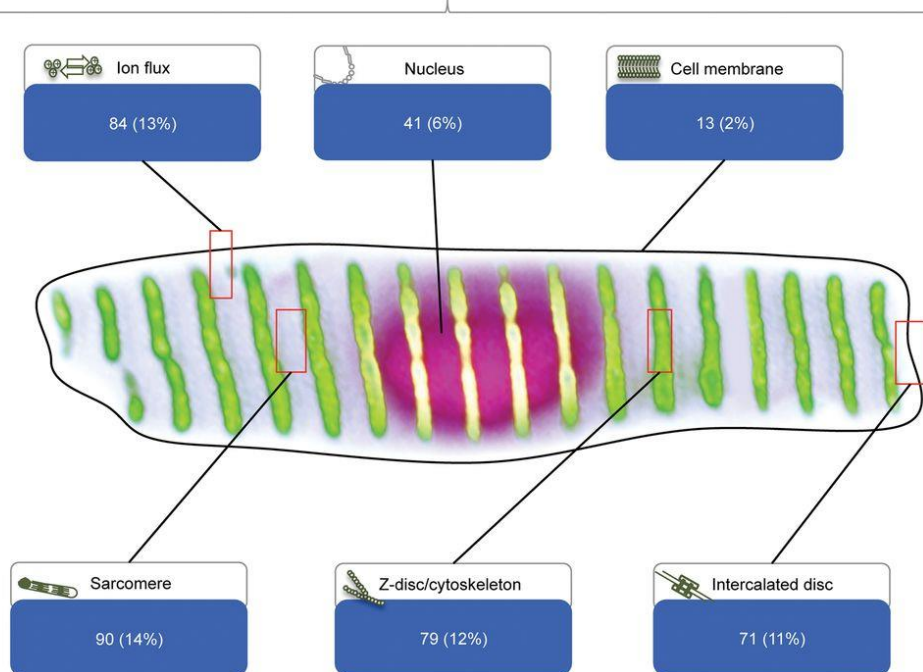 Ion flux
84 (13%)
Nucleus
41 (6%)
Cell membrane
13 (2%)
Sarcomere
90 (14%)
Z-disc/cytoskeleton
79 (12%)
Intercalated disc
71 (11%)